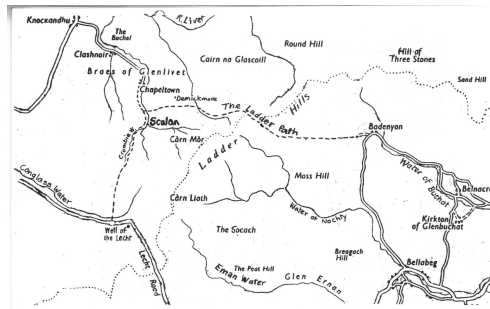 Knockandhu
The
Bochel
R. Livet
Round Hill
Hill of
Three Stones
Clashnoir
Cairn na Glascoill
Braes of Glenlivet
Sand Hill
Chapeltown
Demickmore
Hills
The Ladder Path
Scalan
Badenyon
Crombie W.
Càrn Mòr
Ladder
Water of Buchat
Belnacr
Conglass Water
Moss Hill
Càrn Liath
Kirkton
of Glenbuchat
Water of Nochty
Well of
the Lecht
The Socach
Breagach
Hill
Lecht
Road
The Peat Hill
Bellabeg
Eman Water
Glen Ernan